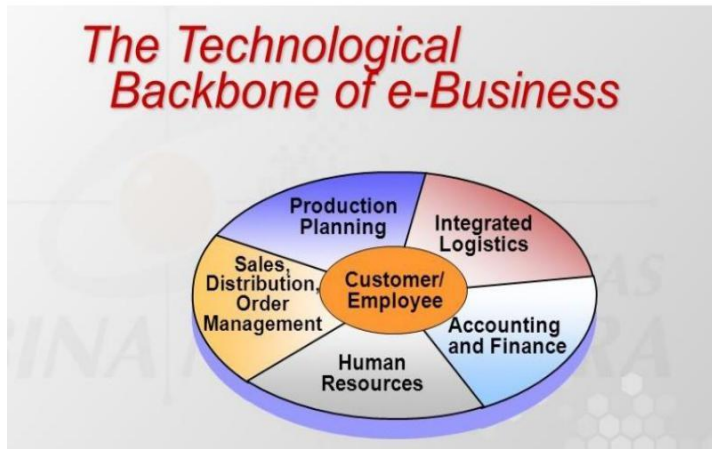 The Technological
Backbone of e-Business
Production
Planning
Integrated
Logistics
Sales,
Distribution,
Order
Management
Customer/
Employee
Accounting
and Finance
Human
Resources
BINA